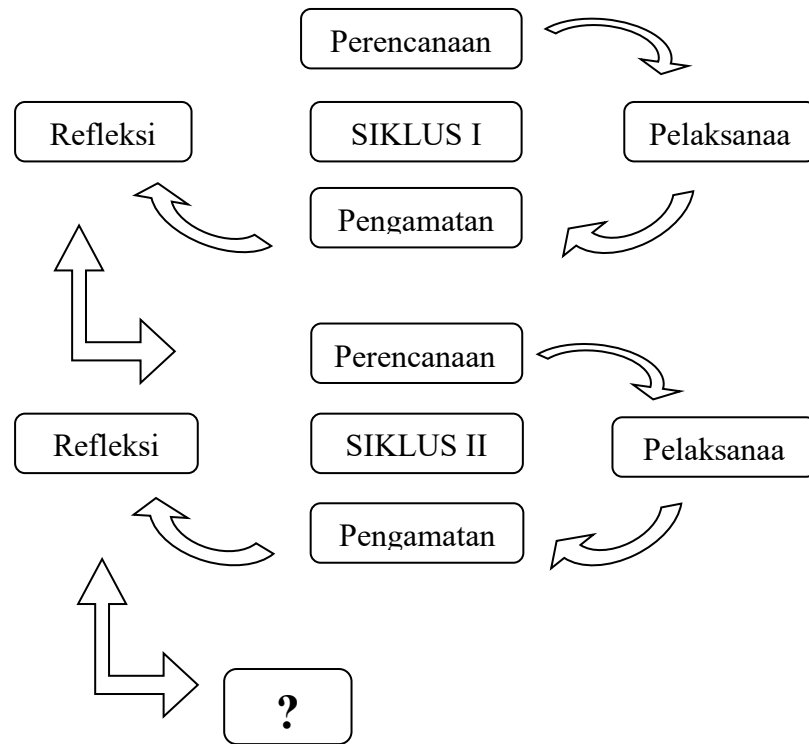 Perencanaan
Refleksi
SIKLUS I
Pelaksanaa
Pengamatan
Perencanaan
Refleksi
SIKLUS II
Pelaksanaa
Pengamatan
?